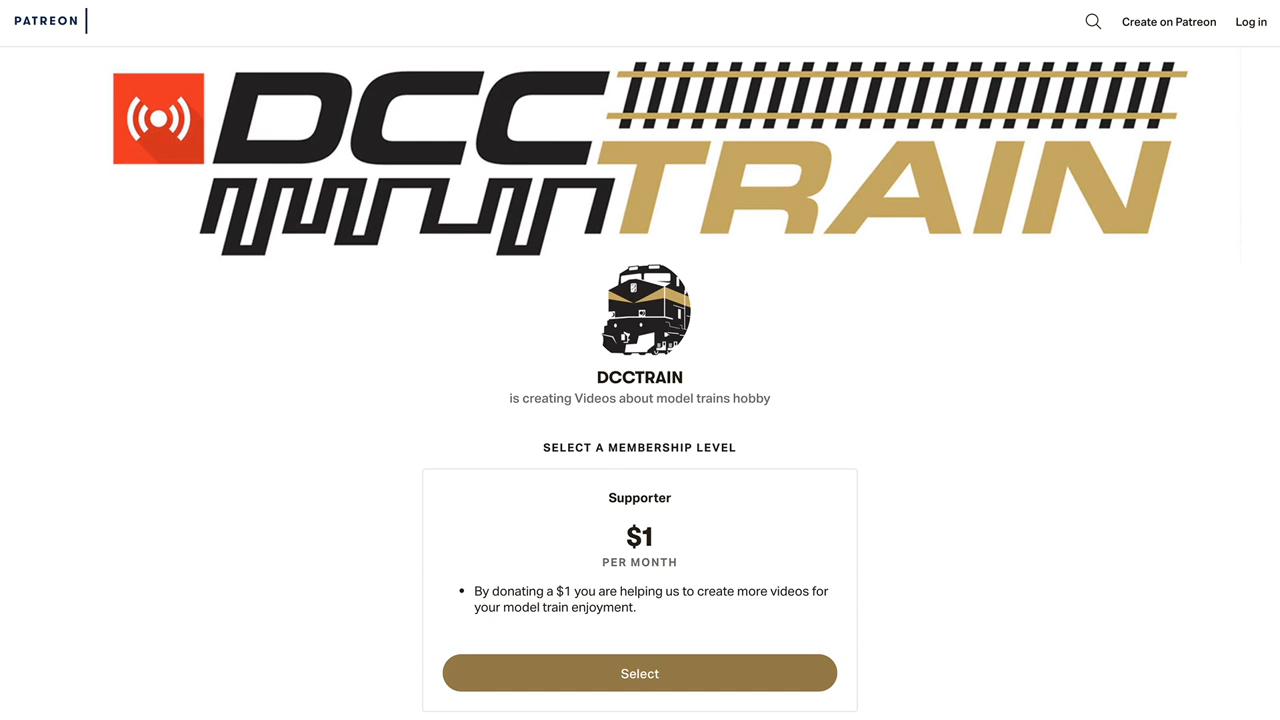 PATREON
Create on Patreon
Log in
DCC
TRAIN
DCCTRAIN
is creating Videos about model trains hobby
SELECT A MEMBERSHIP LEVEL
Supporter
$1
PER MONTH
• By donating a $1 you are helping us to create more videos for
your model train enjoyment.
Select